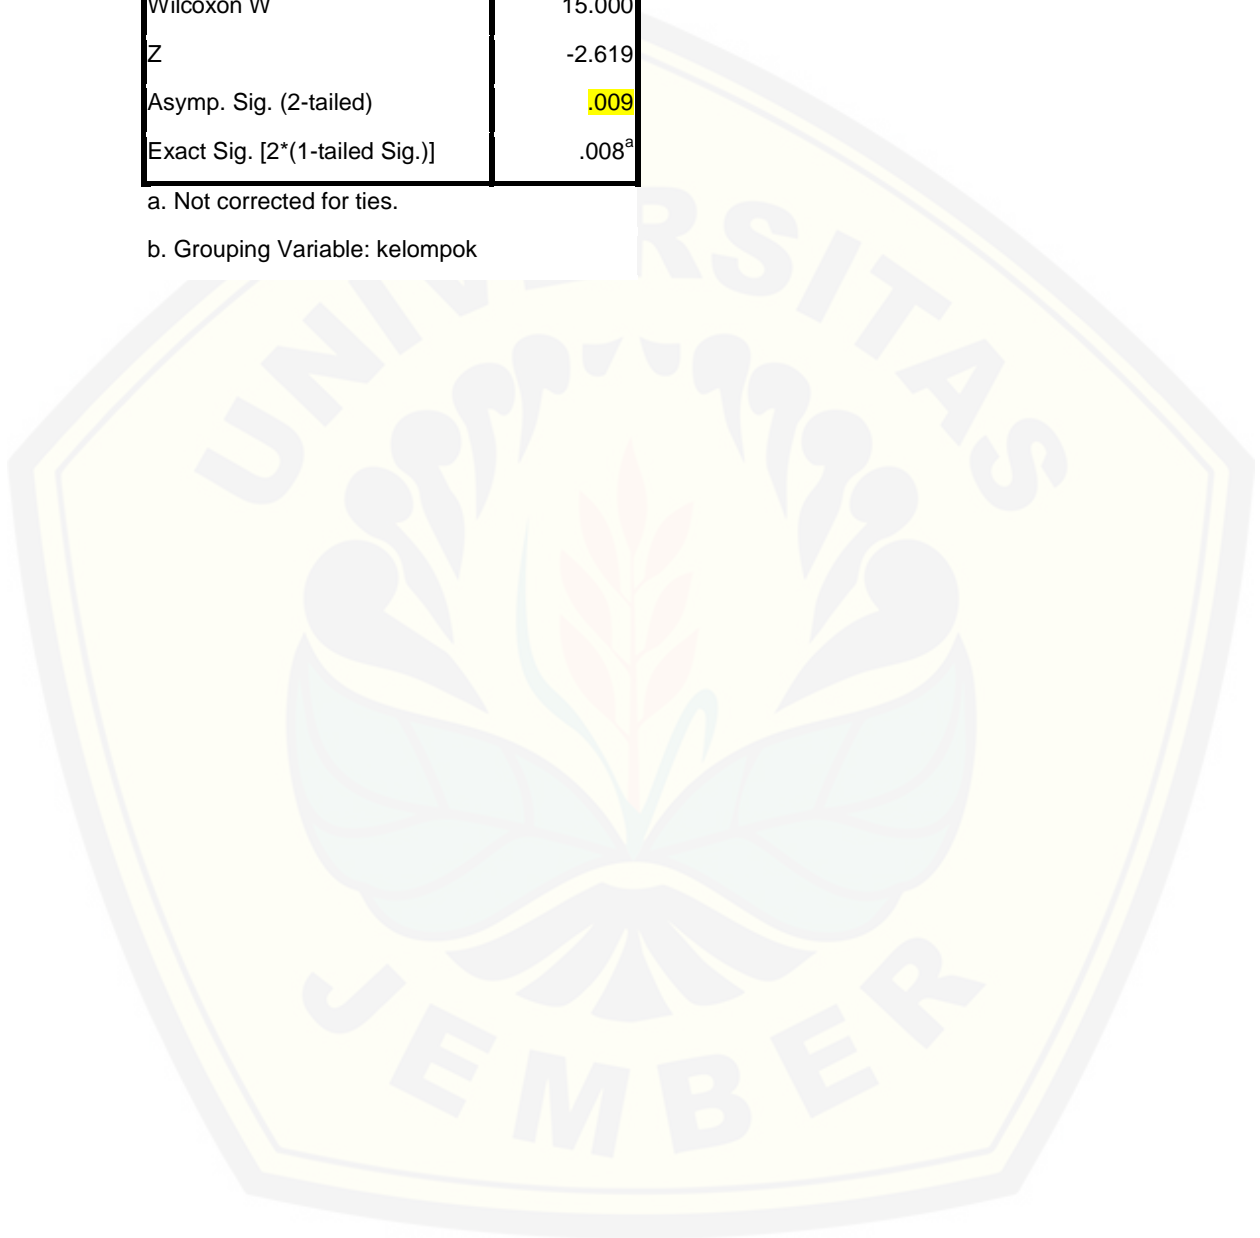 Wilcoxon W 15.000
Z -2.619
Asymp. Sig. (2-tailed) .009
Exact Sig. [2*(1-tailed Sig.)] .008a
a. Not corrected for ties.
b. Grouping Variable: kelompok
UNIVERSITAS
JEMBER